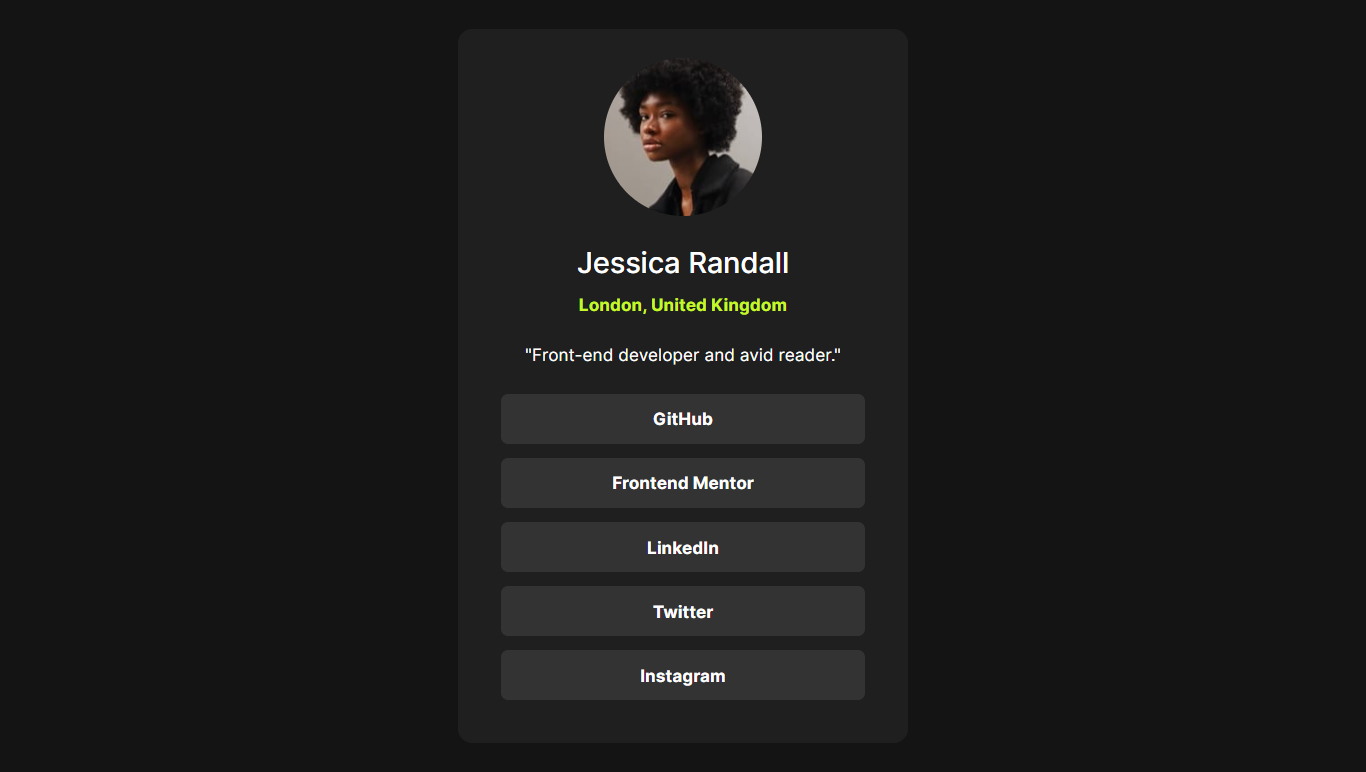 Jessica Randall
London, United Kingdom
"Front-end developer and avid reader."
GitHub
Frontend Mentor
LinkedIn
Twitter
Instagram